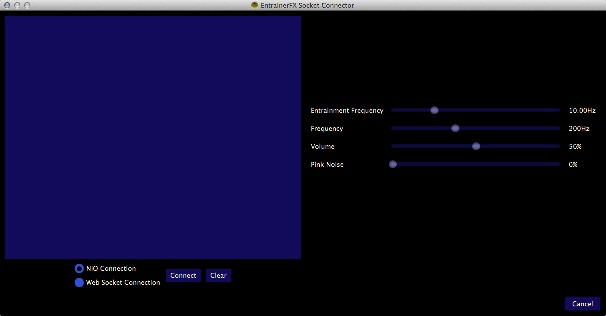 EntrainerFX Socket Connector
Entrainment Frequency 10.00Hz
Frequency 200Hz
Volume 50%
Pink Noise 0%
NIO Connection
Web Socket Connection
Connect Clear
Cancel